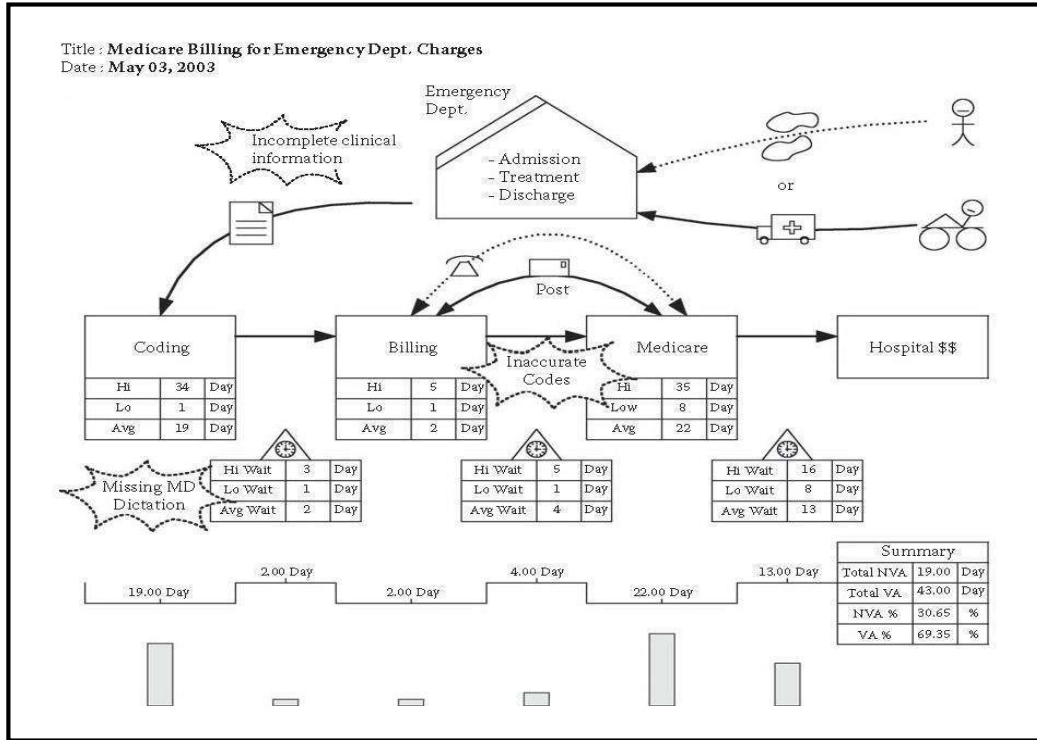 Title : Medicare Billing for Emergency Dept. Charges
Date : May 03, 2003
Emergency
Dept.
Incomplete clinical
information
- Admission
- Treatment
- Discharge
or
Post
Coding
Hi 34 Day
Lo 1 Day
Avg 19 Day
Billing
Hi 5 Day
Lo 1 Day
Avg 2 Day
Inaccurate
Codes
Medicare
Hi 35 Day
Low 8 Day
Avg 22 Day
Hospital $$
Missing MD
Dictation
Hi Wait 3 Day
Lo Wait 1 Day
Avg Wait 2 Day
Hi Wait 5 Day
Lo Wait 1 Day
Avg Wait 4 Day
Hi Wait 16 Day
Lo Wait 8 Day
Avg Wait 13 Day
19.00 Day
2.00 Day
2.00 Day
4.00 Day
22.00 Day
13.00 Day
Summary
Total NVA 19.00 Day
Total VA 43.00 Day
NVA % 30.65 %
VA % 69.35 %